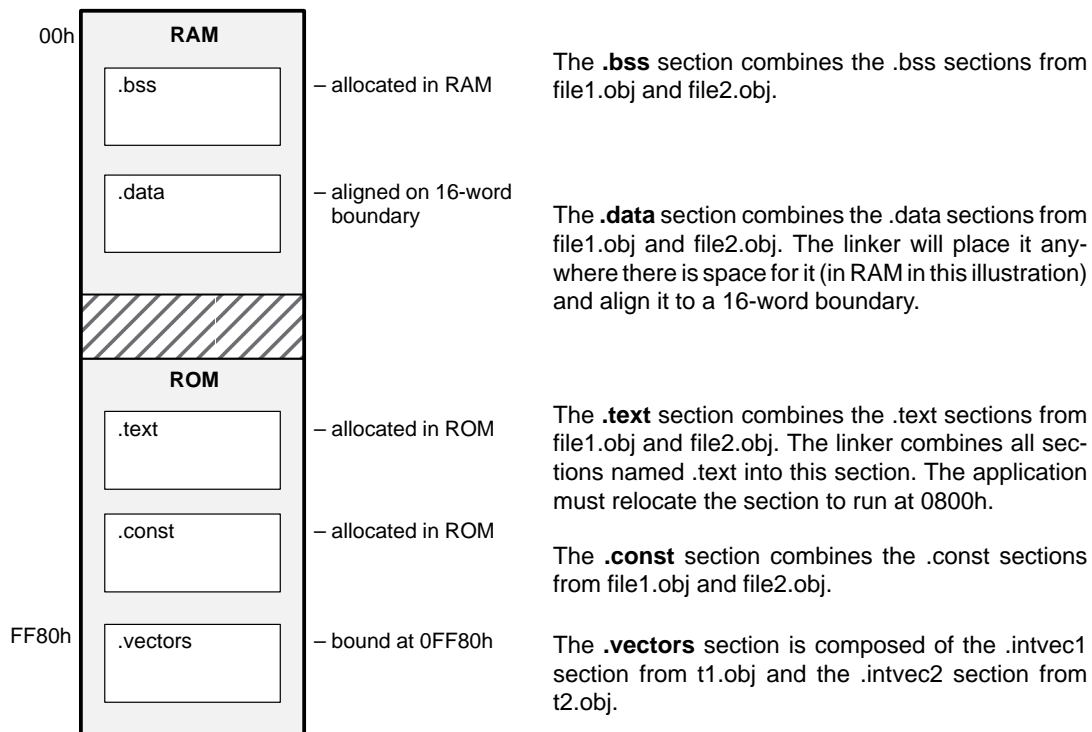 00h
RAM
.bss
– allocated in RAM
The .bss section combines the .bss sections from
file1.obj and file2.obj.
.data
– aligned on 16-word
boundary
The .data section combines the .data sections from
file1.obj and file2.obj. The linker will place it any-
where there is space for it (in RAM in this illustration)
and align it to a 16-word boundary.
ROM
.text
– allocated in ROM
The .text section combines the .text sections from
file1.obj and file2.obj. The linker combines all sec-
tions named .text into this section. The application
must relocate the section to run at 0800h.
.const
– allocated in ROM
The .const section combines the .const sections
from file1.obj and file2.obj.
FF80h
.vectors
– bound at 0FF80h
The .vectors section is composed of the .intvec1
section from t1.obj and the .intvec2 section from
t2.obj.